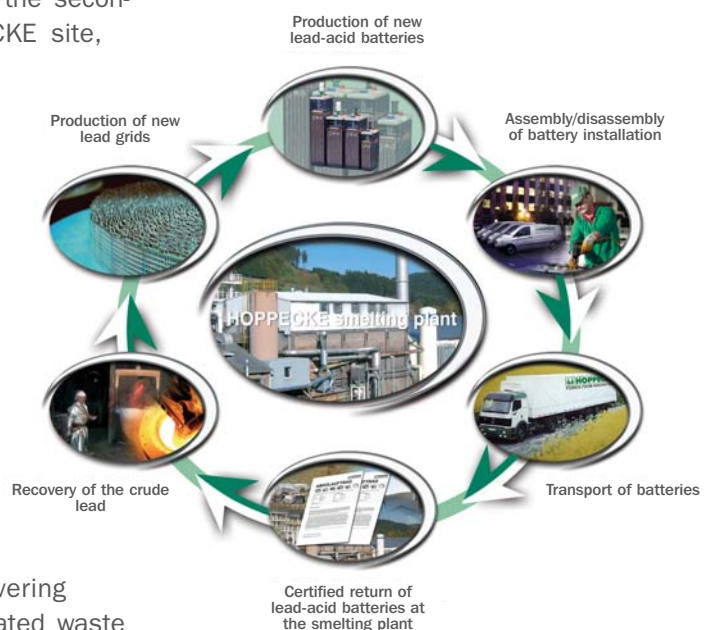 the secon-
CKE site,
Production of new
lead-acid batteries
Production of new
lead grids
Assembly/disassembly
of battery installation
HOPPECKE smelting plant
HOPPECKE
Recovery of the crude
lead
Transport of batteries
Certified return of
lead-acid batteries at
the smelting plant
vering
ated waste